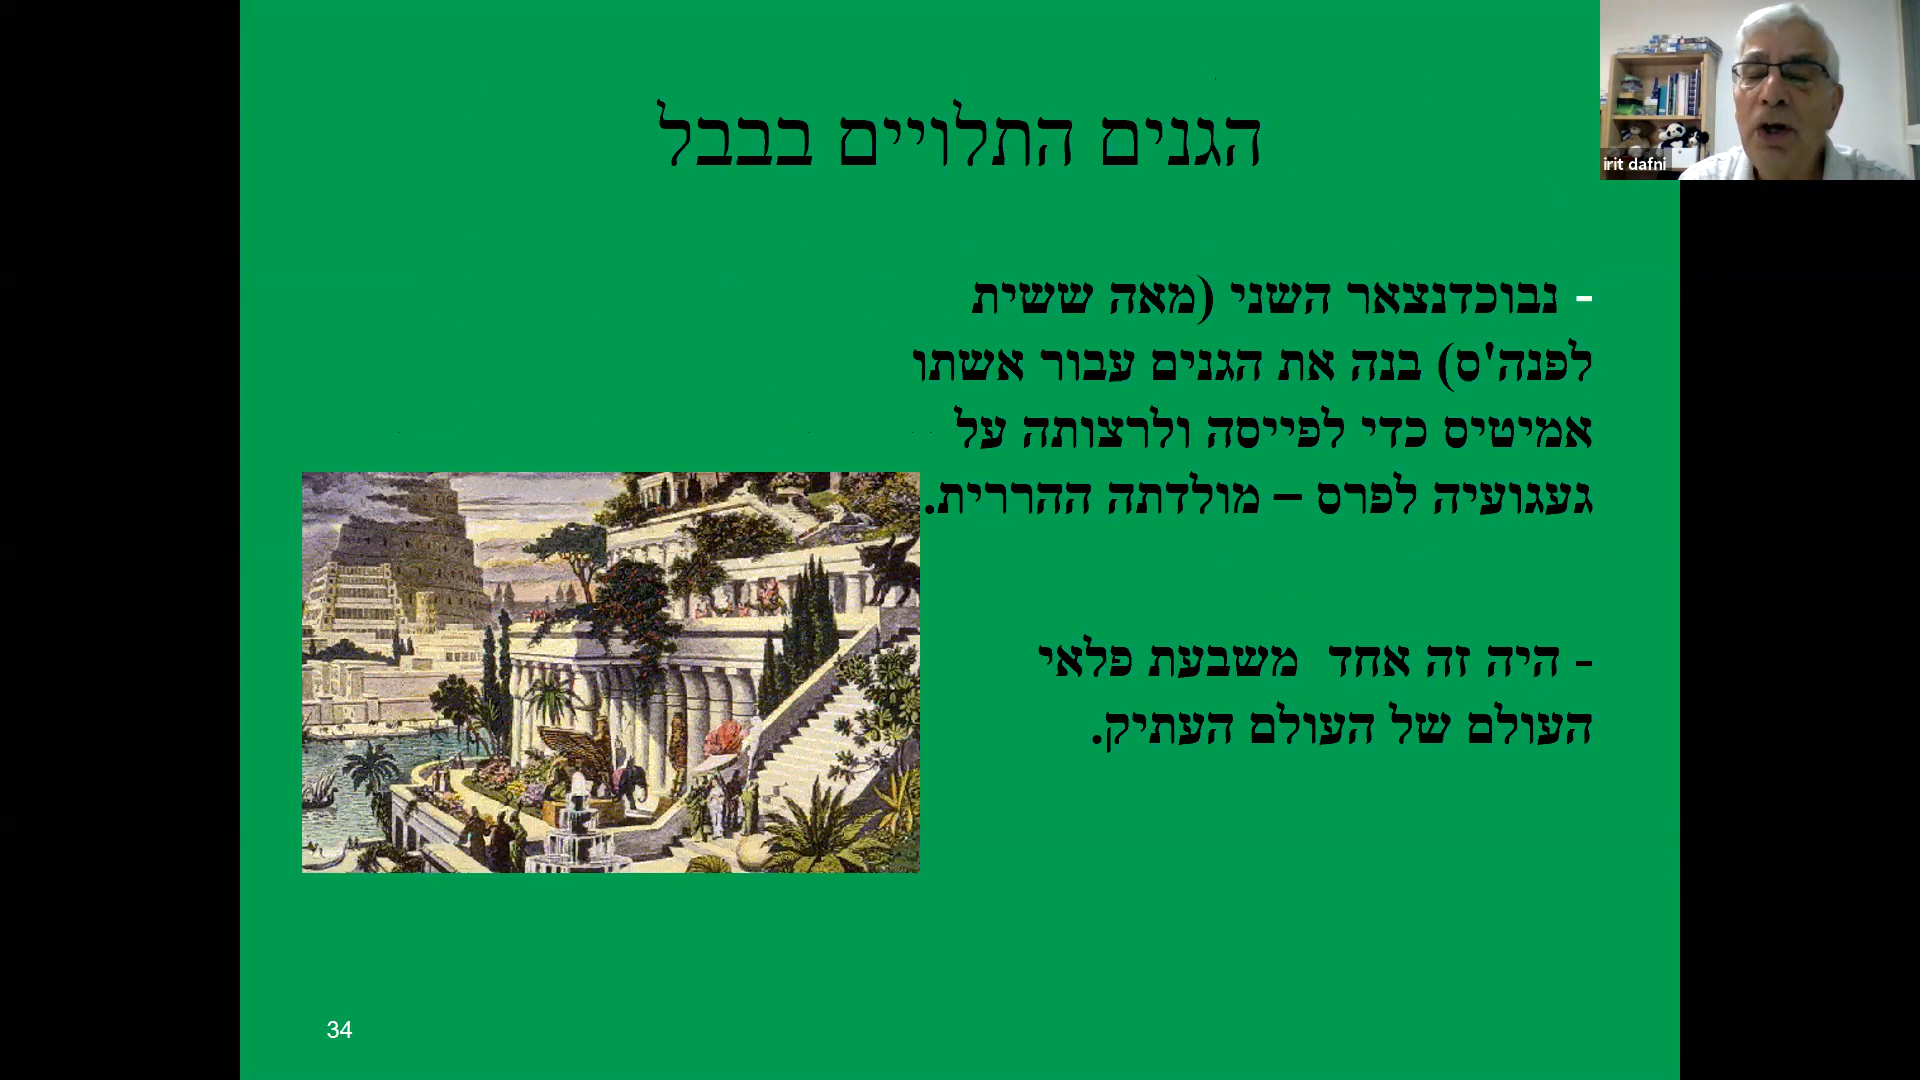 הגנים התלויים בבבל
- נבוכדנצאר השני (מאה ששית
לפנה'ס) בנה את הגנים עבור אשתו
אמיטיס כדי לפייסה ולרצותה על
געגועיה לפרס – מולדתה ההררית.
- היה זה אחד משבעת פלאי
העולם של העולם העתיק.
34
irit dafni